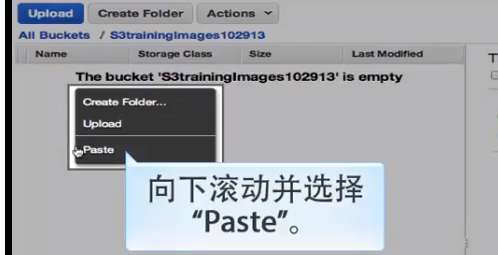 Upload Create Folder Actions
All Buckets / S3trainingImages102913
Name Storage Class Size Last Modified
The bucket 'S3trainingImages102913' is empty
Create Folder...
Upload
Paste
向下滚动并选择
“Paste”。